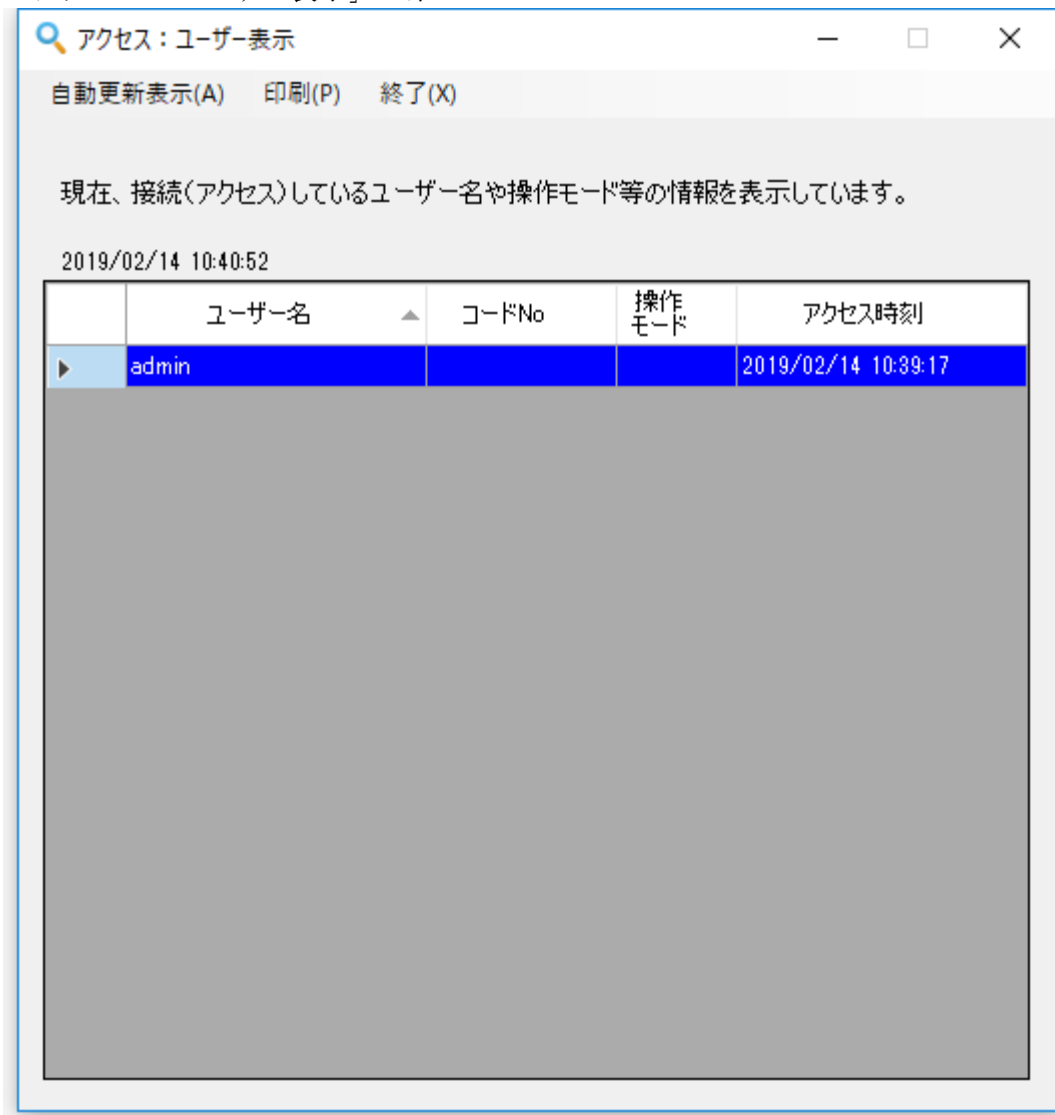 アクセス：ユーザー表示
自動更新表示(A) 印刷(P) 終了(X)
現在、接続(アクセス)しているユーザー名や操作モード等の情報を表示しています。
2019/02/14 10:40:52
ユーザー名 コードNo 操作モード アクセス時刻
admin 2019/02/14 10:39:17